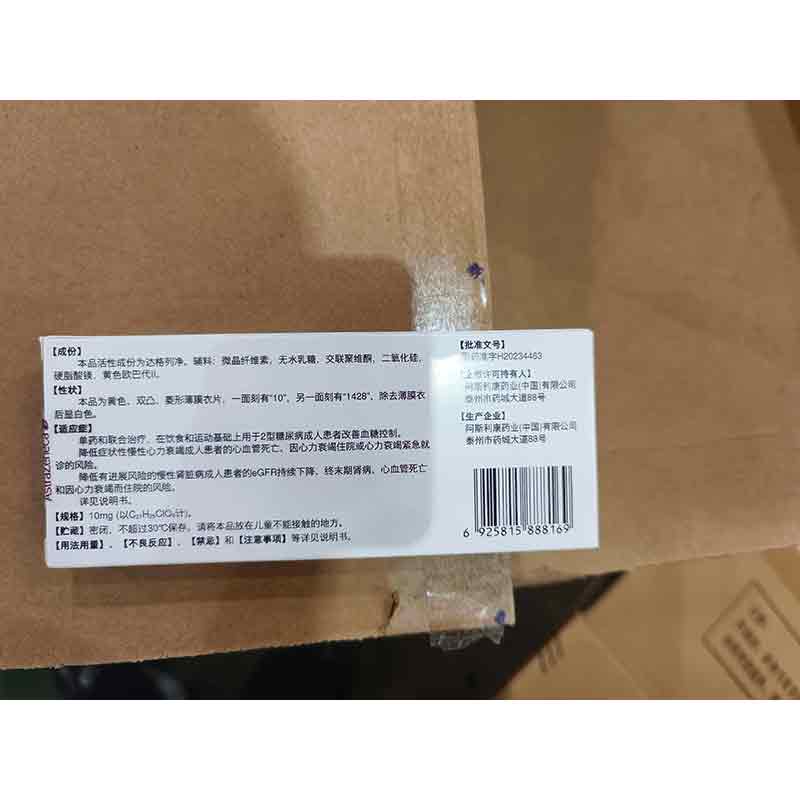 【成份】
本品活性成份为达格列净。辅料：微晶纤维素，无水乳糖，交联聚维酮，二氧化硅，
硬脂酸镁，黄色欧巴代II。
【性状】
本品为黄色、双凸、菱形薄膜衣片，一面刻有"10"，另一面刻有"1428"，除去薄膜衣
后显白色。
【适应症】
单药和联合治疗，在饮食和运动基础上用于2型糖尿病成人患者改善血糖控制。
降低症状性慢性心力衰竭成人患者的心血管死亡、因心力衰竭住院或心力衰竭紧急就
诊的风险。
降低有进展风险的慢性肾脏病成人患者的eGFR持续下降、终末期肾病、心血管死亡
和因心力衰竭而住院的风险。
详见说明书。
【规格】10mg (以C₂₁H₂₅ClO₆计)。
【贮藏】密闭，不超过30℃保存。请将本品放在儿童不能接触的地方。
【用法用量】、【不良反应】、【禁忌】和【注意事项】等详见说明书。
【批准文号】
国药准字H20234463
【上市许可持有人】
阿斯利康药业(中国)有限公司
泰州市药城大道88号
【生产企业】
阿斯利康药业(中国)有限公司
泰州市药城大道88号
6 925815 888169
AstraZeneca